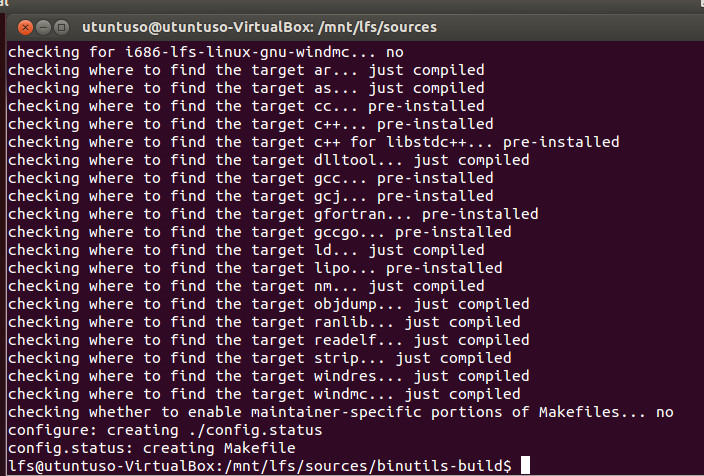 utuntuso@utuntuso-VirtualBox: /mnt/lfs/sources
checking for i686-lfs-linux-gnu-windmc... no
checking where to find the target ar... just compiled
checking where to find the target as... just compiled
checking where to find the target cc... pre-installed
checking where to find the target c++... pre-installed
checking where to find the target c++ for libstdc++... pre-installed
checking where to find the target dlltool... just compiled
checking where to find the target gcc... pre-installed
checking where to find the target gcj... pre-installed
checking where to find the target gfortran... pre-installed
checking where to find the target gccgo... pre-installed
checking where to find the target ld... just compiled
checking where to find the target lipo... pre-installed
checking where to find the target nm... just compiled
checking where to find the target objdump... just compiled
checking where to find the target ranlib... just compiled
checking where to find the target readelf... just compiled
checking where to find the target strip... just compiled
checking where to find the target windres... just compiled
checking where to find the target windmc... just compiled
checking whether to enable maintainer-specific portions of Makefiles... no
configure: creating ./config.status
config.status: creating Makefile
lfs@utuntuso-VirtualBox:/mnt/lfs/sources/binutils-build$